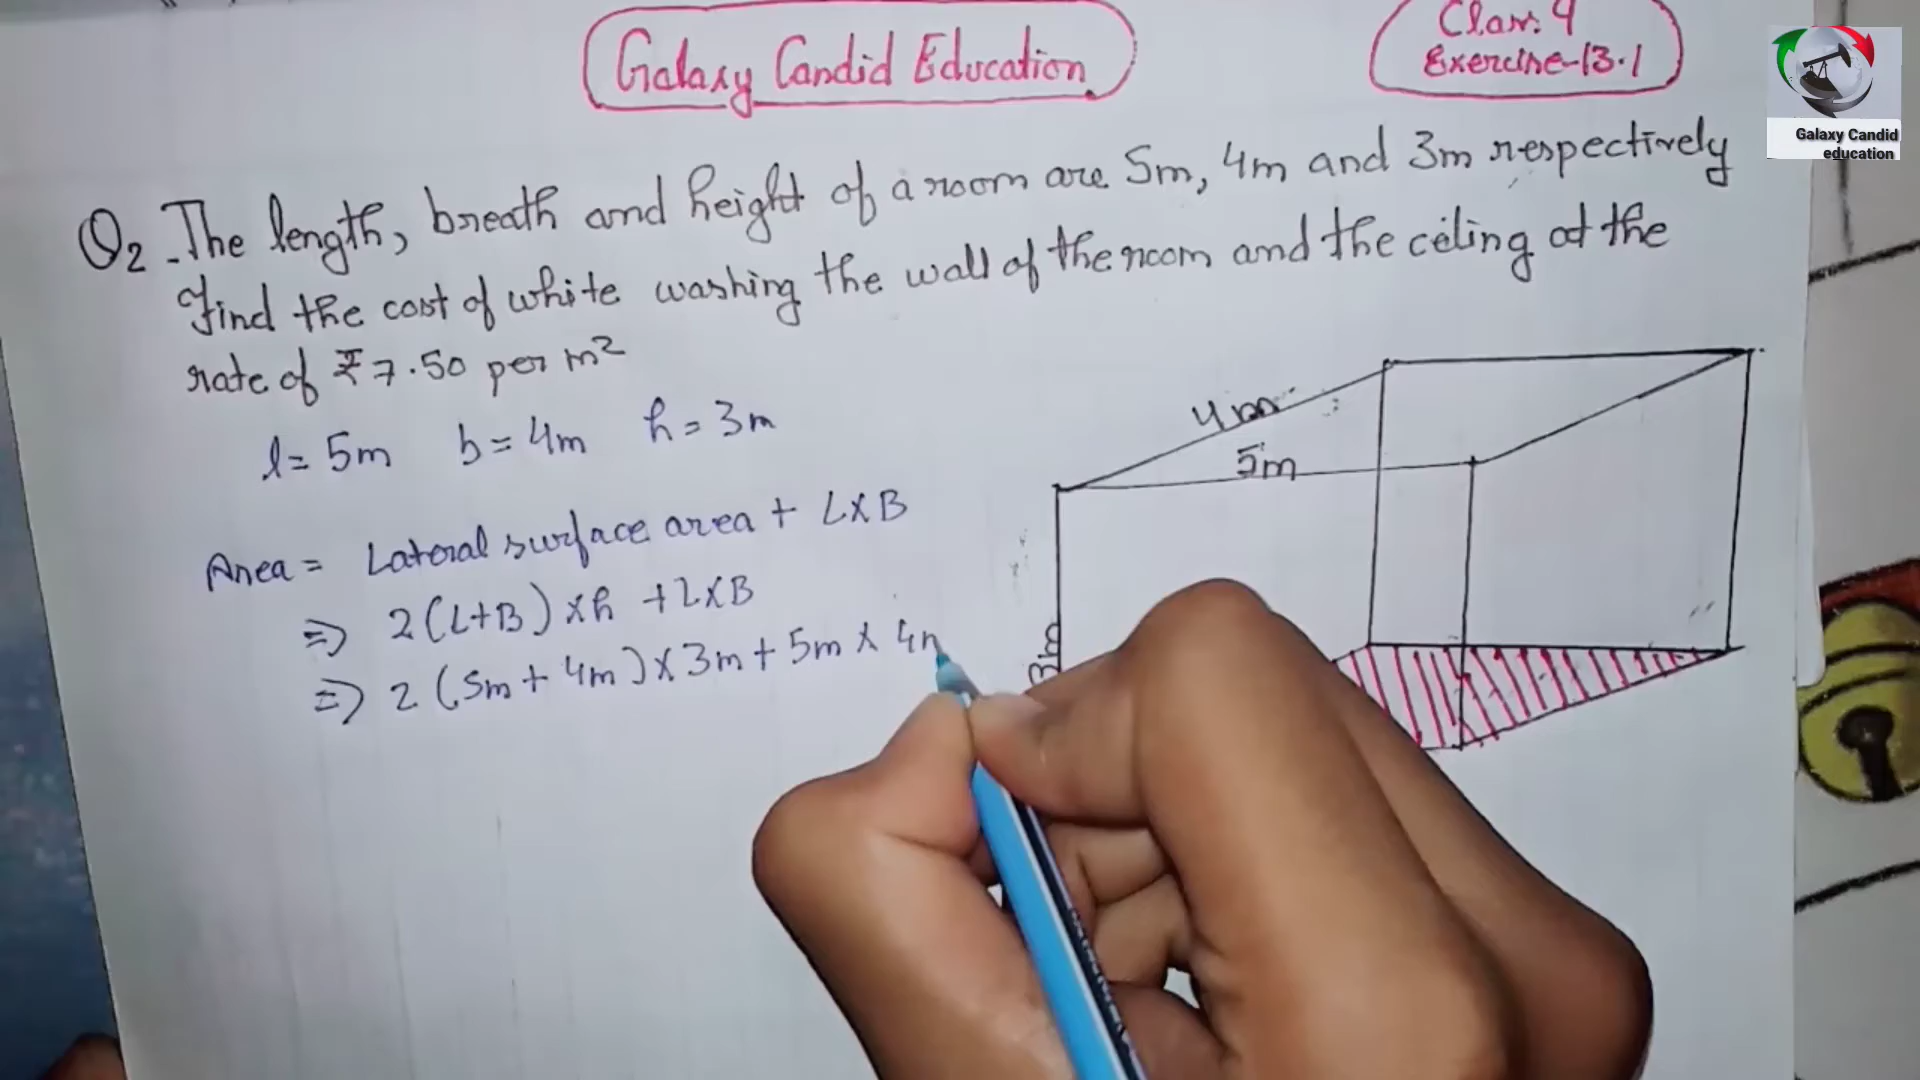 Galaxy Candid Education
Class: 9
Exercise-13.1
Galaxy Candid
education
Q2. The length, breath and height of a room are 5m, 4m and 3m respectively
Find the cost of white washing the wall of the room and the céling at the
rate of ₹7.50 per m²
l = 5m b = 4m h = 3m
Area = Lateral surface area + L×B
⇒ 2(L+B)×h + L×B
⇒ 2 (5m + 4m)×3m + 5m × 4m
4m
5m
3m